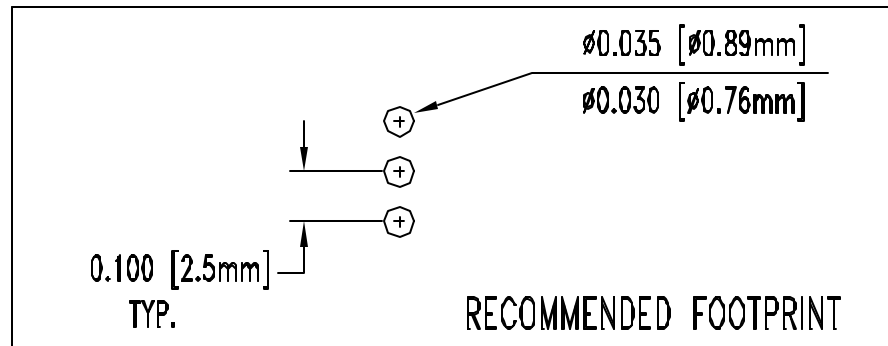 ø0.035 [ø0.89mm]
ø0.030 [ø0.76mm]
0.100 [2.5mm]
TYP.
RECOMMENDED FOOTPRINT